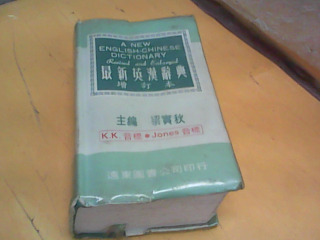 A NEW
ENGLISH-CHINESE
DICTIONARY
Revised and Enlarged
最新英漢辭典
增訂本
主編 梁實秋
K.K. 音標 ● Jones 音標
遠東圖書公司印行